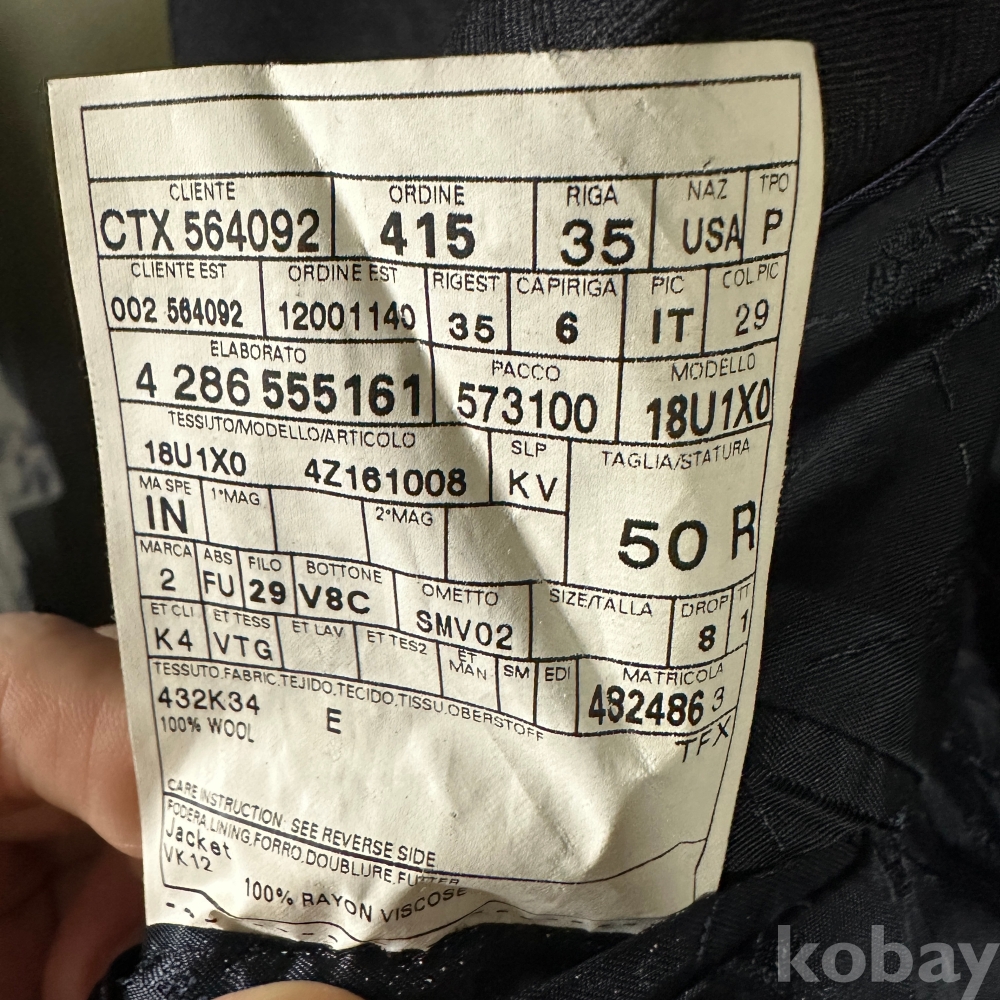 CLIENTE ORDINE RIGA NAZ TPO
CTX 564092 415 35 USA P
CLIENTE EST ORDINE EST RIGEST CAPIRIGA PIC COL PIC
002 564092 12001140 35 6 IT 29
ELABORATO PACCO MODELLO
4 286 555161 573100 18U1X0
TESSUTO/MODELLO/ARTICOLO SLP TAGLIA/STATURA
18U1X0 4Z161008 KV
MA SPE 1°MAG 2°MAG
IN 50 R
MARCA ABS FILO BOTTONE OMETTO SIZE/TALLA DROP TT
2 FU 29 V8C SMV02 8 1
ET CLI ET TESS ET LAV ET TES2 ET MAN SM EDI MATRICOLA
K4 VTG 482486 3
TESSUTO.FABRIC.TEJIDO.TECIDO.TISSU.OBERSTOFF
432K34 E TFX
100% WOOL
CARE INSTRUCTION: SEE REVERSE SIDE
FODERA.LINING.FORRO.DOUBLURE.FUTTER
Jacket
VK12 100% RAYON VISCOSE
kobay